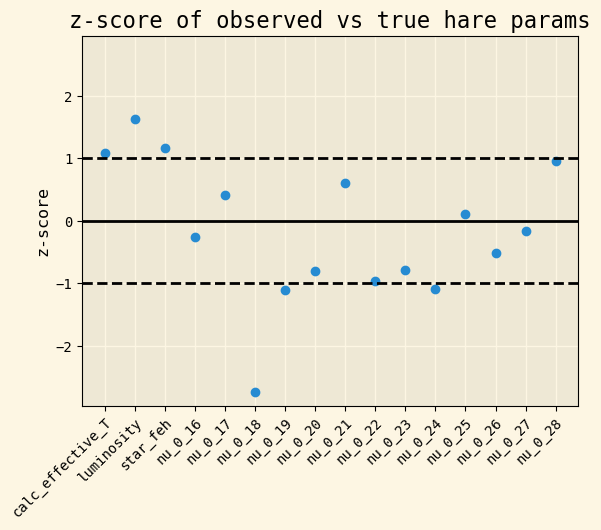 z-score of observed vs true hare params
z-score
2
1
0
−1
−2
calc_effective_T
luminosity
star_feh
nu_0_16
nu_0_17
nu_0_18
nu_0_19
nu_0_20
nu_0_21
nu_0_22
nu_0_23
nu_0_24
nu_0_25
nu_0_26
nu_0_27
nu_0_28